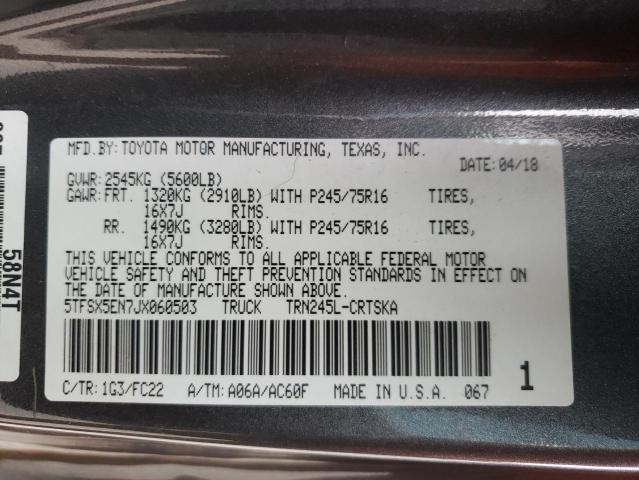 MFD.BY: TOYOTA MOTOR MANUFACTURING, TEXAS, INC.
DATE: 04/18
GVWR: 2545KG (5600LB)
GAWR: FRT. 1320KG (2910LB) WITH P245/75R16 TIRES,
16X7J RIMS.
RR. 1490KG (3280LB) WITH P245/75R16 TIRES,
16X7J RIMS.
THIS VEHICLE CONFORMS TO ALL APPLICABLE FEDERAL MOTOR
VEHICLE SAFETY AND THEFT PREVENTION STANDARDS IN EFFECT ON
THE DATE OF MANUFACTURE SHOWN ABOVE.
5TFSX5EN7JX060503 TRUCK TRN245L-CRTSKA
C/TR: 1G3/FC22 A/TM: A06A/AC60F MADE IN U.S.A. 067 1
58N4T